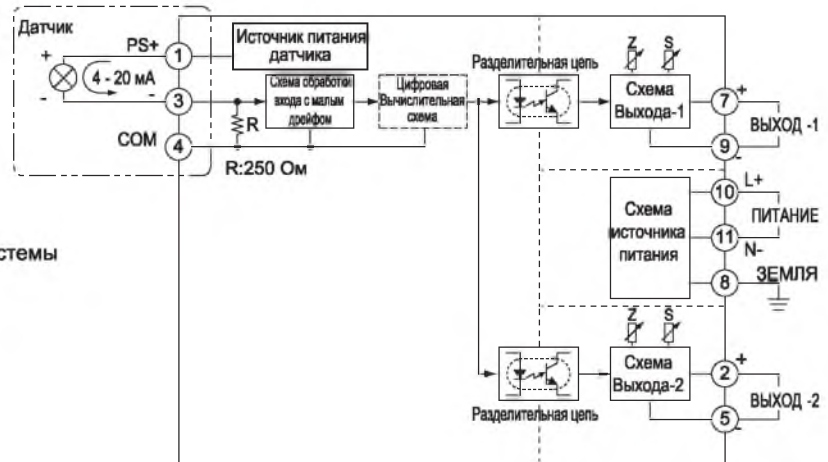 Датчик
+
PS+
1
Источник питания
датчика
4 - 20 мА
-
-
3
Схема обработки
входа с малым
дрейфом
Цифровая
Вычислительная
схема
R
COM
4
R:250 Ом
Разделительная цепь
Z
S
Схема
Выхода-1
7
+
ВЫХОД -1
9
-
стемы
Схема
источника
питания
10
L+
ПИТАНИЕ
11
N-
8
ЗЕМЛЯ
Z
S
Схема
Выхода-2
2
+
ВЫХОД -2
5
-
Разделительная цепь